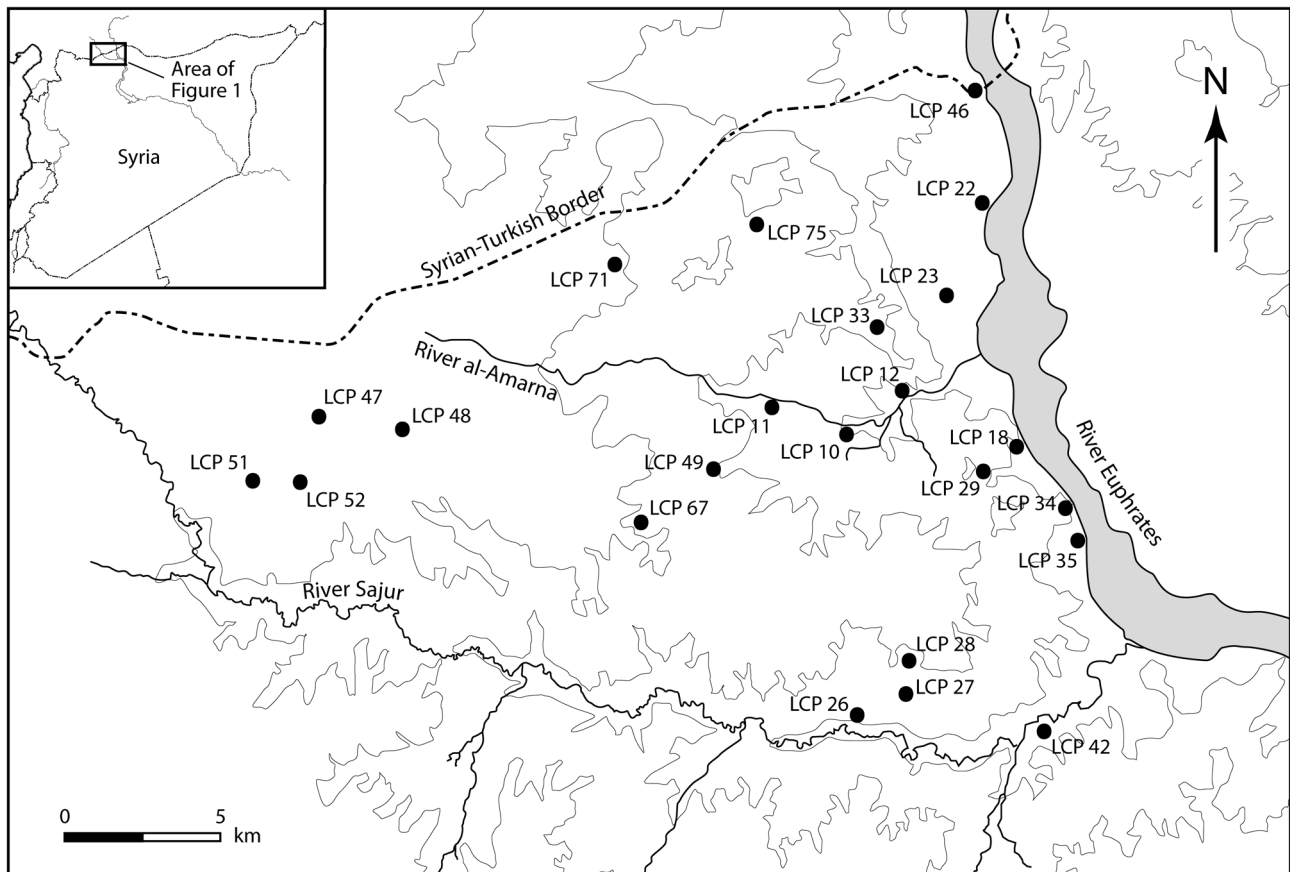 Area of
Figure 1
Syria
N
LCP 46
LCP 22
Syrian-Turkish Border
LCP 75
LCP 71
LCP 23
LCP 33
River al-Amarna
LCP 12
LCP 47
LCP 48
LCP 11
LCP 10
LCP 18
River Euphrates
LCP 51
LCP 52
LCP 49
LCP 29
LCP 67
LCP 34
LCP 35
River Sajur
LCP 28
LCP 27
LCP 26
LCP 42
0 5
km